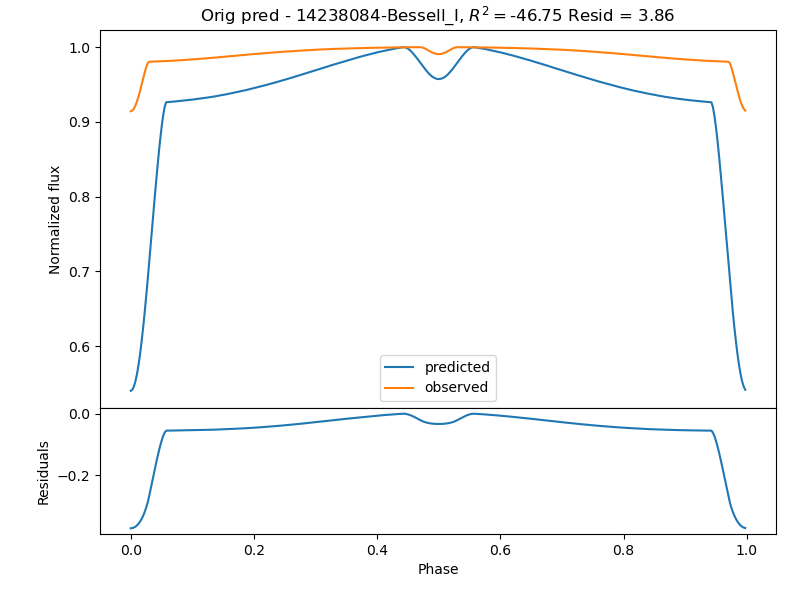 Orig pred - 14238084-Bessell_I, $R^2 = $-46.75 Resid = 3.86
1.0
0.9
0.8
0.7
0.6
Normalized flux
predicted
observed
0.0
−0.2
Residuals
0.0 0.2 0.4 0.6 0.8 1.0
Phase